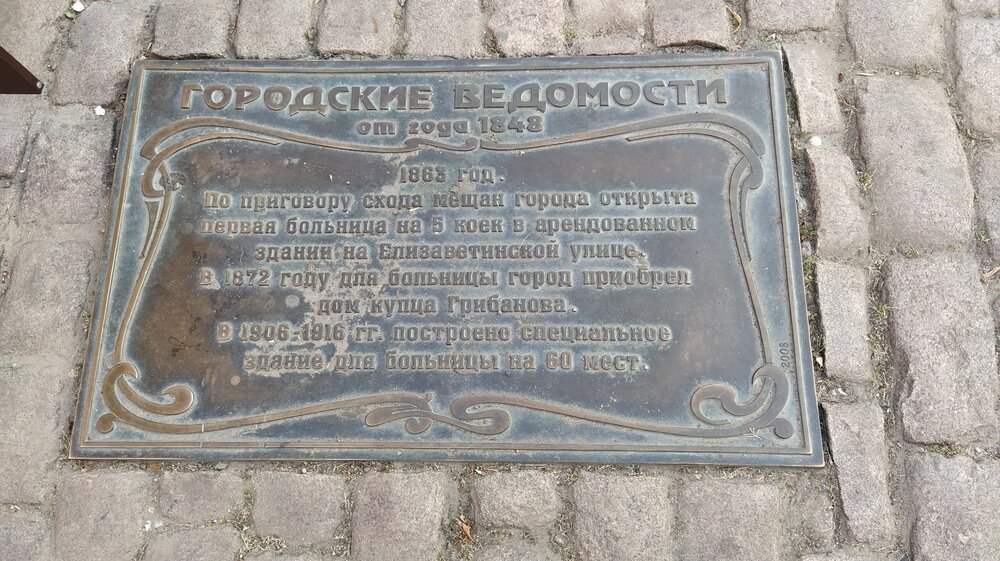 ГОРОДСКИЕ ВЕДОМОСТИ
от года 1848
1863 год.
По приговору схода мещан города открыта
первая больница на 5 коек в арендованном
здании на Елизаветинской улице.
В 1872 году для больницы город приобрел
дом купца Грибанова.
В 1906-1916 гг. построено специальное
здание для больницы на 60 мест.
2008